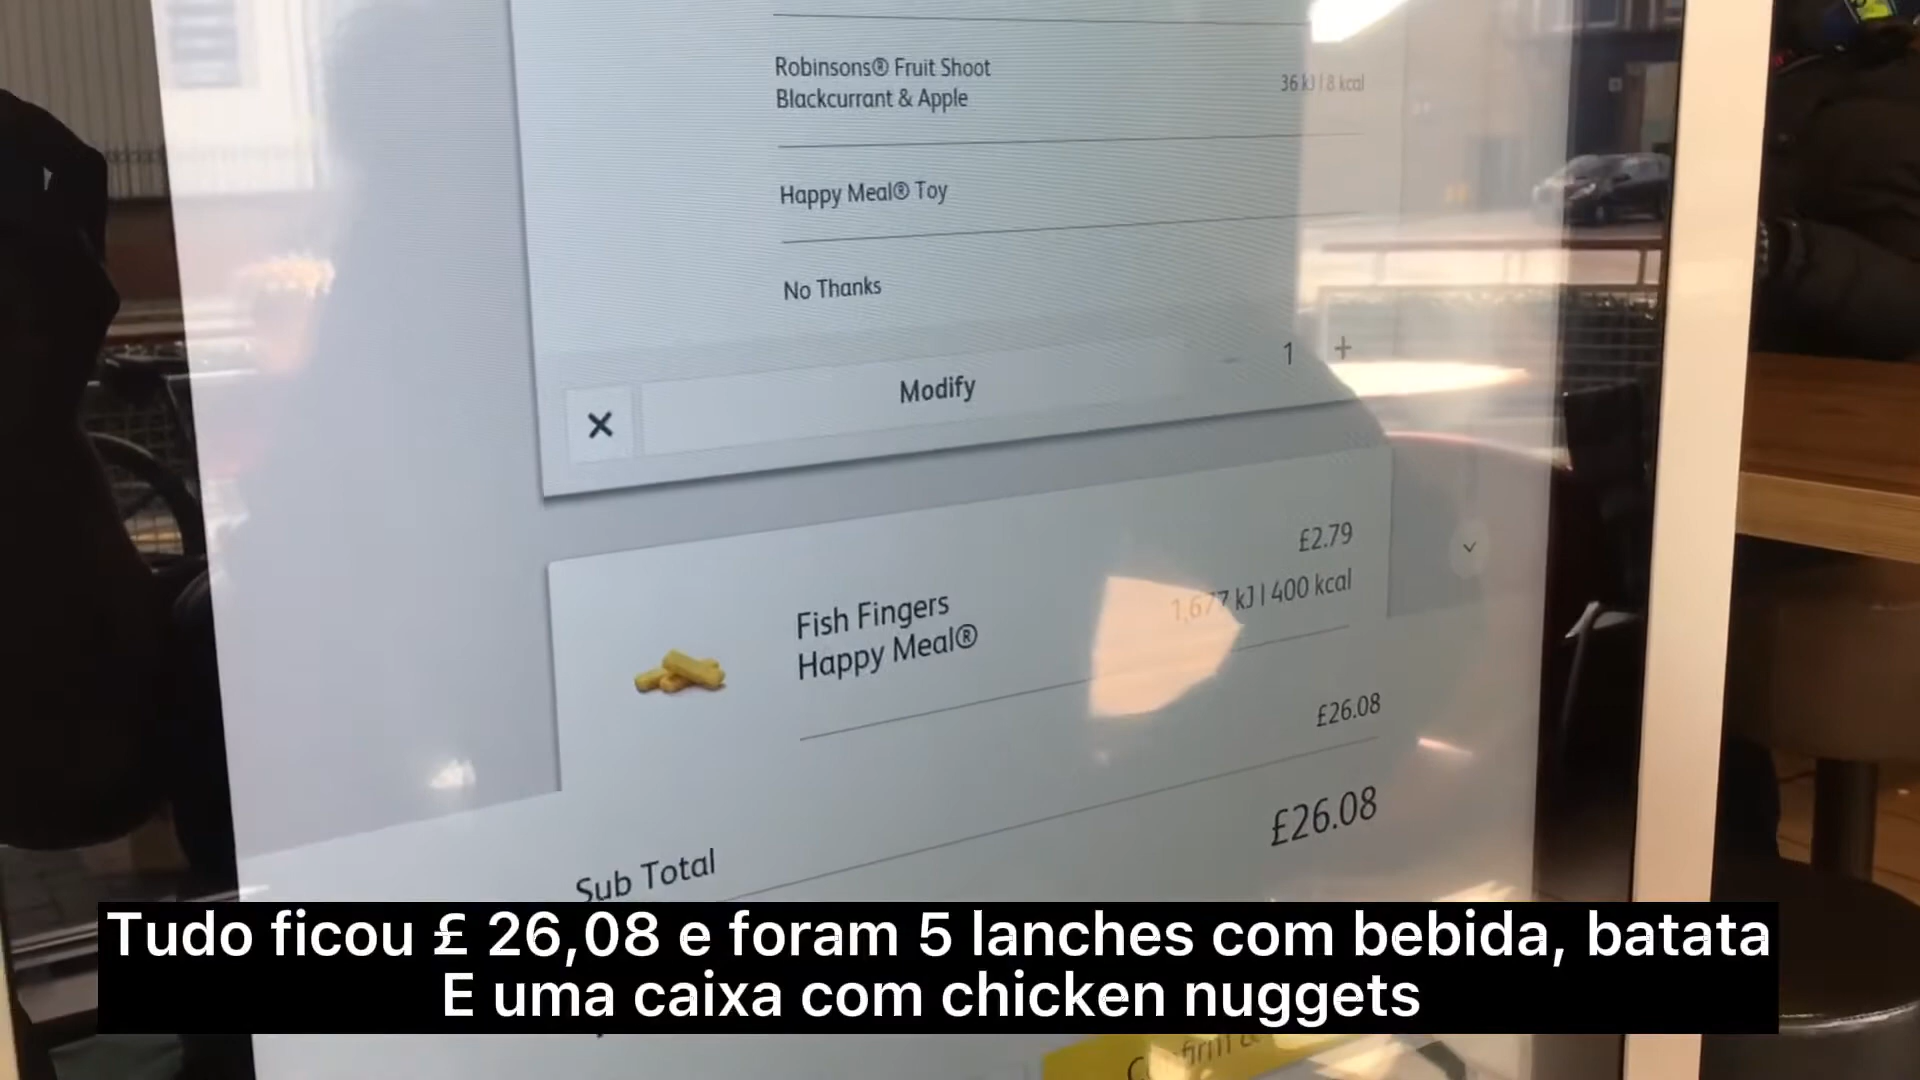 Robinsons® Fruit Shoot
Blackcurrant & Apple
36 kJ | 8 kcal
Happy Meal® Toy
No Thanks
1 +
Modify
£2.79
Fish Fingers
Happy Meal®
1,677 kJ | 400 kcal
£26.08
£26.08
Sub Total
Tudo ficou £ 26,08 e foram 5 lanches com bebida, batata
E uma caixa com chicken nuggets